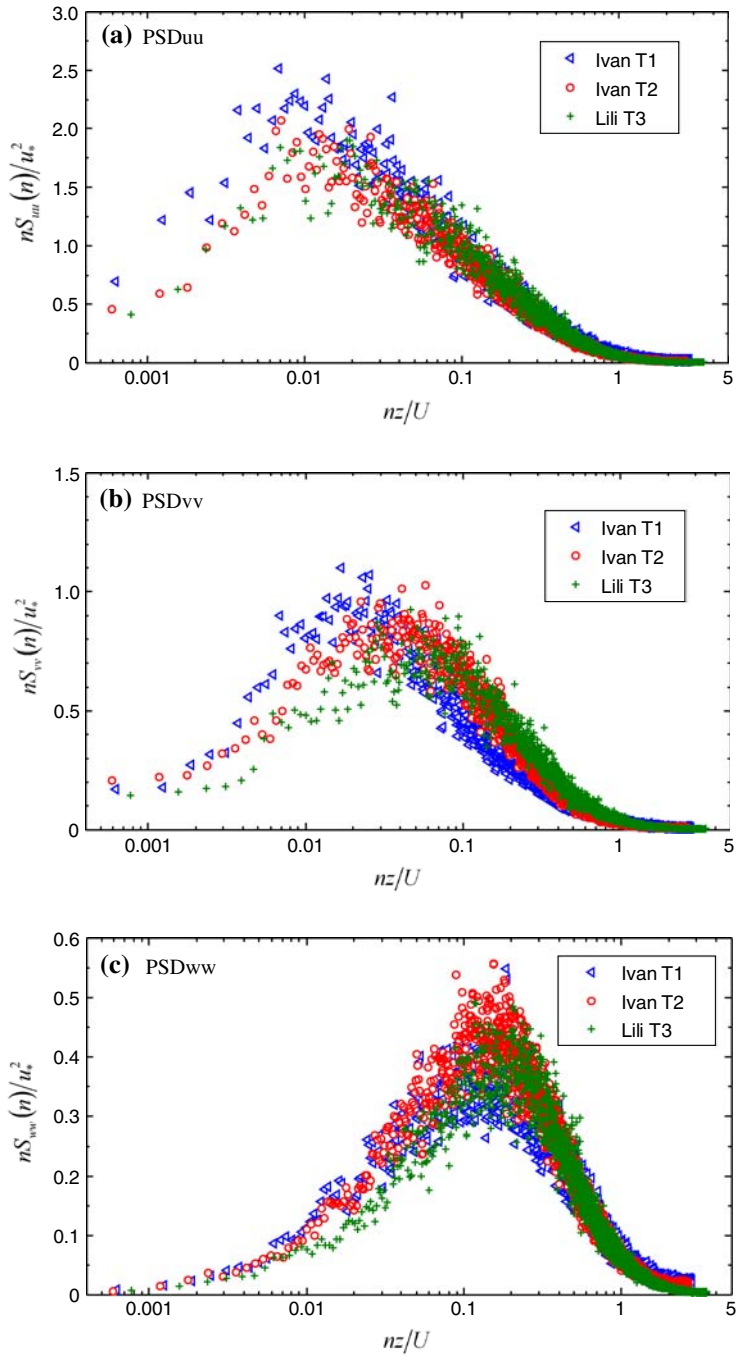 (a) PSDuu
Ivan T1
Ivan T2
Lili T3
3.0
2.5
2.0
1.5
1.0
0.5
0
nS_uu(n)/u_*^2
0.001
0.01
0.1
1
5
nz/U
(b) PSDvv
Ivan T1
Ivan T2
Lili T3
1.5
1.0
0.5
0
nS_vv(n)/u_*^2
0.001
0.01
0.1
1
5
nz/U
(c) PSDww
Ivan T1
Ivan T2
Lili T3
0.6
0.5
0.4
0.3
0.2
0.1
0
nS_ww(n)/u_*^2
0.001
0.01
0.1
1
5
nz/U